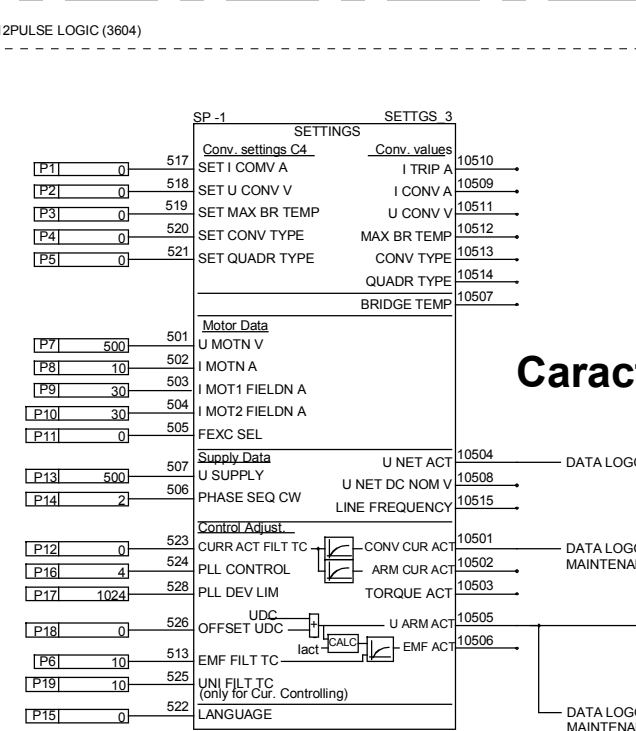 12PULSE LOGIC (3604)
SP -1 SETTGS_3
SETTINGS
Conv. settings C4 Conv. values
P1 0 517 SET I COMV A I TRIP A 10510
P2 0 518 SET U CONV V I CONV A 10509
P3 0 519 SET MAX BR TEMP U CONV V 10511
P4 0 520 SET CONV TYPE MAX BR TEMP 10512
P5 0 521 SET QUADR TYPE CONV TYPE 10513
QUADR TYPE 10514
BRIDGE TEMP 10507
Motor Data
P7 500 501 U MOTN V
P8 10 502 I MOTN A
Caract
P9 30 503 I MOT1 FIELDN A
P10 30 504 I MOT2 FIELDN A
P11 0 505 FEXC SEL
Supply Data U NET ACT 10504 DATA LOGG
P13 500 507 U SUPPLY U NET DC NOM V 10508
P14 2 506 PHASE SEQ CW LINE FREQUENCY 10515
Control Adjust.
P12 0 523 CURR ACT FILT TC CONV CUR ACT 10501 DATA LOGG
P16 4 524 PLL CONTROL ARM CUR ACT 10502 MAINTENA
P17 1024 528 PLL DEV LIM TORQUE ACT 10503
UDC
P18 0 526 OFFSET UDC + U ARM ACT 10505
Iact CALC EMF ACT 10506
P6 10 513 EMF FILT TC
P19 10 525 UNI FILT TC
(only for Cur. Controlling)
P15 0 522 LANGUAGE DATA LOGG
MAINTENA